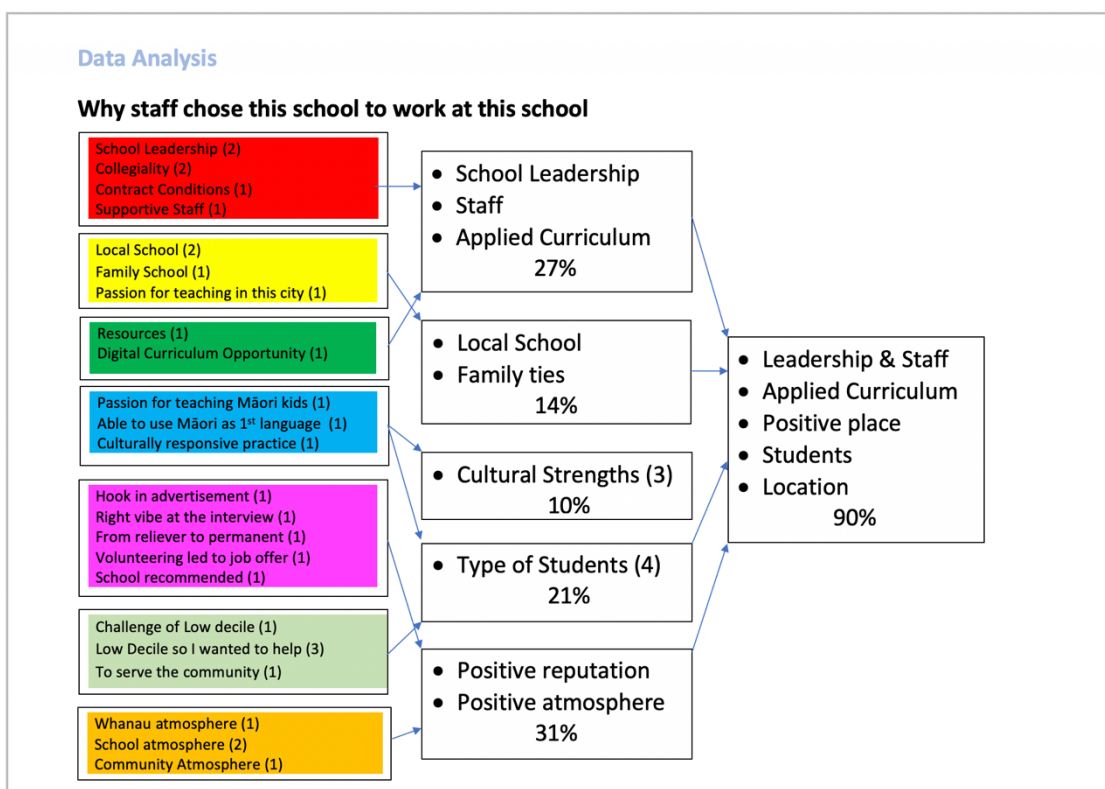 Data Analysis
Why staff chose this school to work at this school
School Leadership (2)
Collegiality (2)
Contract Conditions (1)
Supportive Staff (1)
Local School (2)
Family School (1)
Passion for teaching in this city (1)
Resources (1)
Digital Curriculum Opportunity (1)
Passion for teaching Māori kids (1)
Able to use Māori as 1st language (1)
Culturally responsive practice (1)
Hook in advertisement (1)
Right vibe at the interview (1)
From reliever to permanent (1)
Volunteering led to job offer (1)
School recommended (1)
Challenge of Low decile (1)
Low Decile so I wanted to help (3)
To serve the community (1)
Whanau atmosphere (1)
School atmosphere (2)
Community Atmosphere (1)
• School Leadership
• Staff
• Applied Curriculum
27%
• Local School
• Family ties
14%
• Cultural Strengths (3)
10%
• Type of Students (4)
21%
• Positive reputation
• Positive atmosphere
31%
• Leadership & Staff
• Applied Curriculum
• Positive place
• Students
• Location
90%